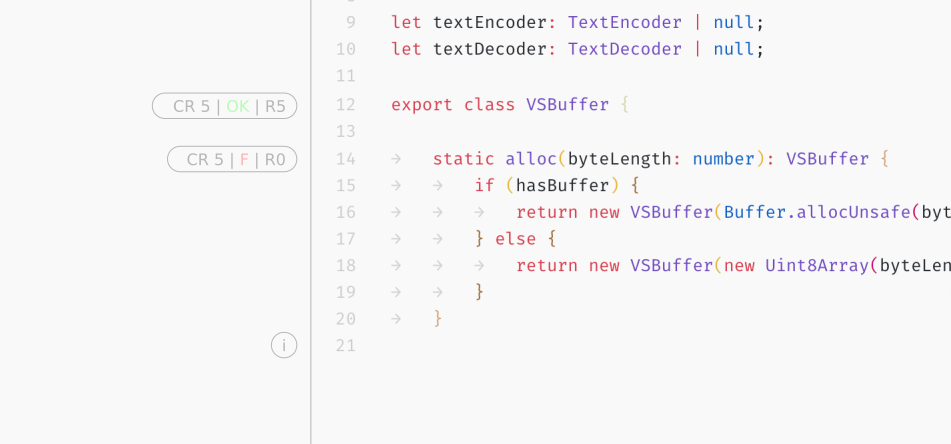 9 let textEncoder: TextEncoder | null;
10 let textDecoder: TextDecoder | null;
11
CR 5 | OK | R5 12 export class VSBuffer {
13
CR 5 | F | R0 14 → static alloc(byteLength: number): VSBuffer {
15 → → if (hasBuffer) {
16 → → → return new VSBuffer(Buffer.allocUnsafe(byt
17 → → } else {
18 → → → return new VSBuffer(new Uint8Array(byteLen
19 → → }
20 → }
i 21